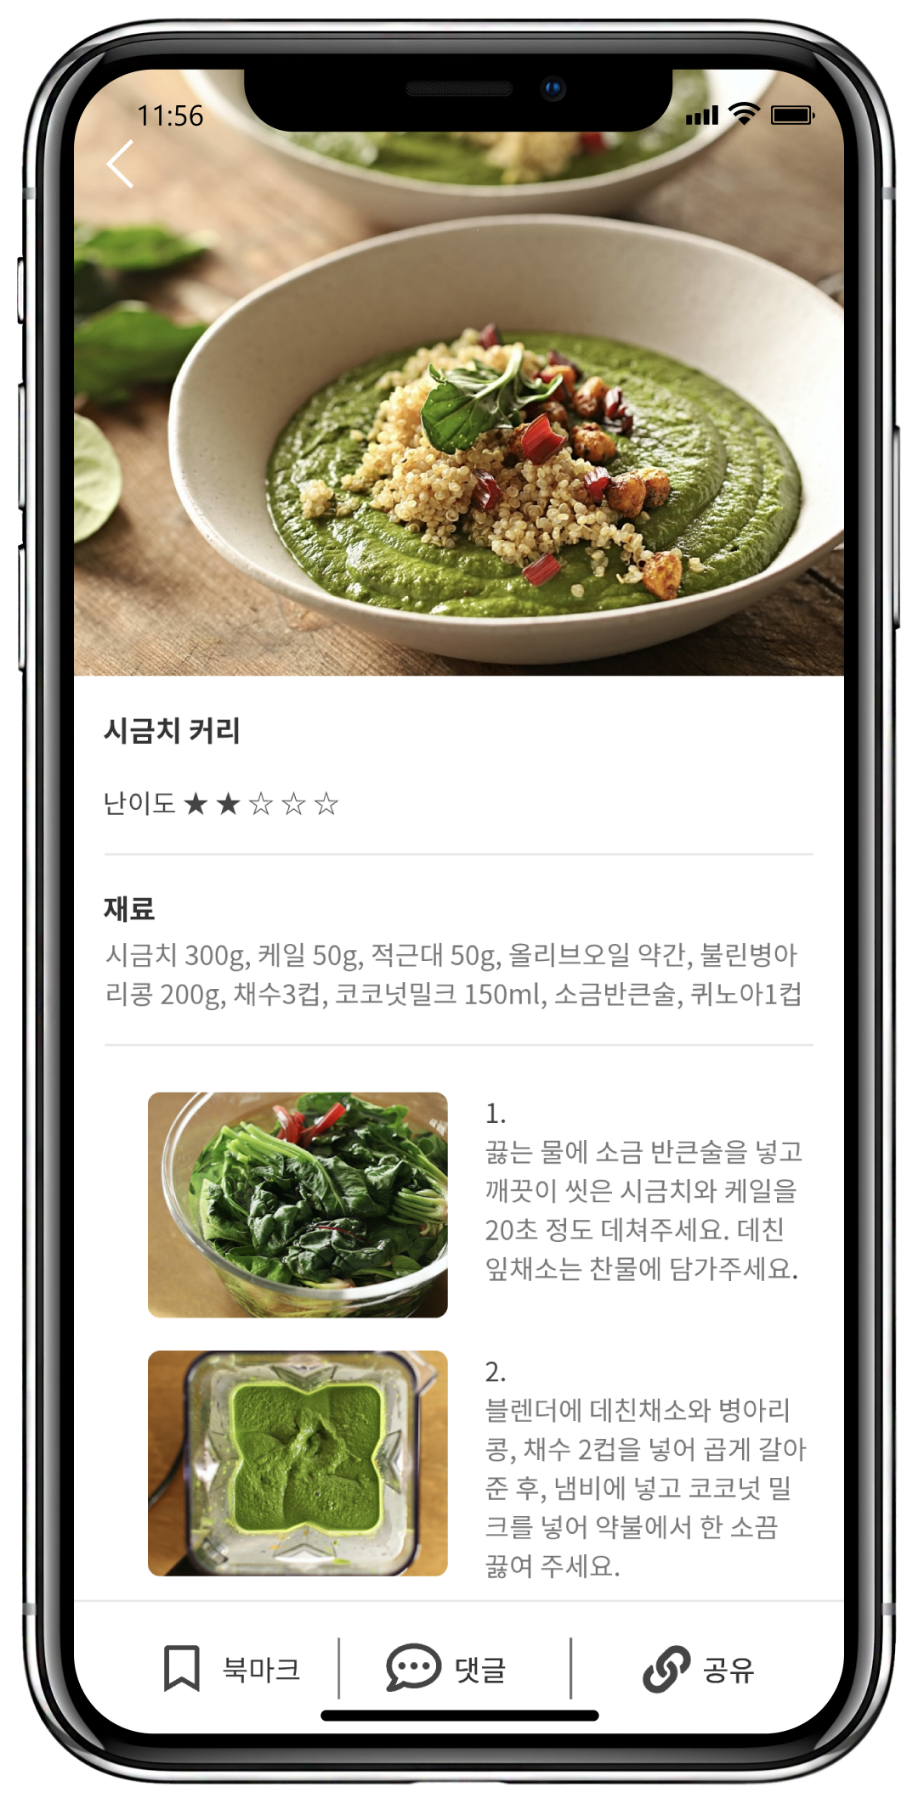 11:56
시금치 커리
난이도 ★ ★ ☆ ☆ ☆
재료
시금치 300g, 케일 50g, 적근대 50g, 올리브오일 약간, 불린병아
리콩 200g, 채수3컵, 코코넛밀크 150ml, 소금반큰술, 퀴노아1컵
1.
끓는 물에 소금 반큰술을 넣고
깨끗이 씻은 시금치와 케일을
20초 정도 데쳐주세요. 데친
잎채소는 찬물에 담가주세요.
2.
블렌더에 데친채소와 병아리
콩, 채수 2컵을 넣어 곱게 갈아
준 후, 냄비에 넣고 코코넛 밀
크를 넣어 약불에서 한 소끔
끓여 주세요.
북마크
댓글
공유